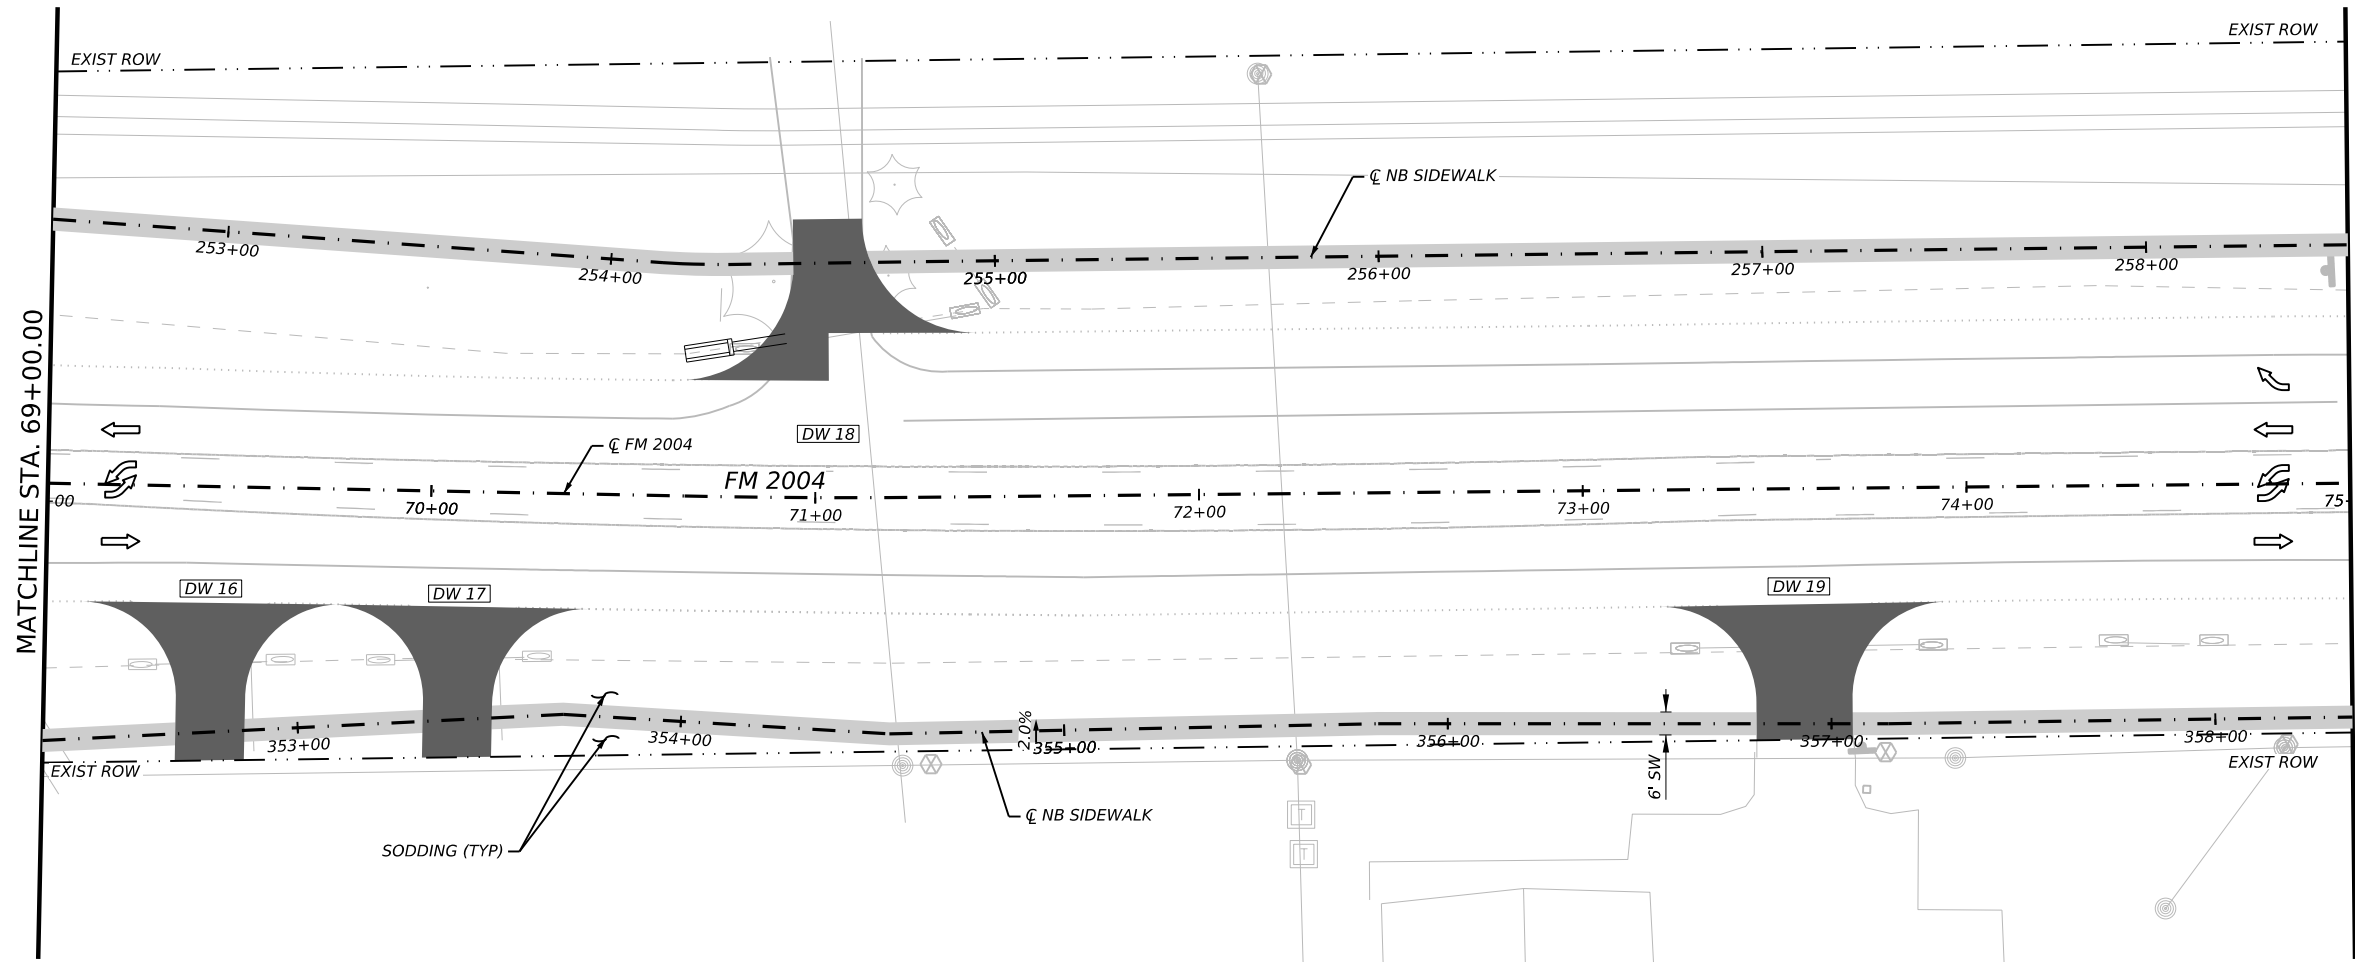 EXIST ROW
EXIST ROW
℄ NB SIDEWALK
253+00
254+00
255+00
256+00
257+00
258+00
MATCHLINE STA. 69+00.00
DW 18
℄ FM 2004
FM 2004
-00
70+00
71+00
72+00
73+00
74+00
75-
DW 16
DW 17
DW 19
353+00
354+00
2.0%
355+00
356+00
357+00
358+00
EXIST ROW
6' SW
EXIST ROW
℄ NB SIDEWALK
T
SODDING (TYP)
T